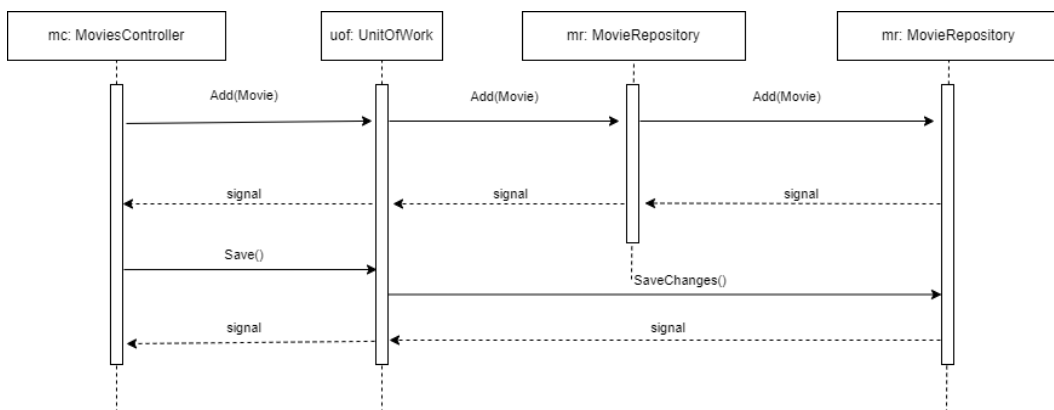 mc: MoviesController
uof: UnitOfWork
mr: MovieRepository
mr: MovieRepository
Add(Movie)
Add(Movie)
Add(Movie)
signal
signal
signal
Save()
SaveChanges()
signal
signal